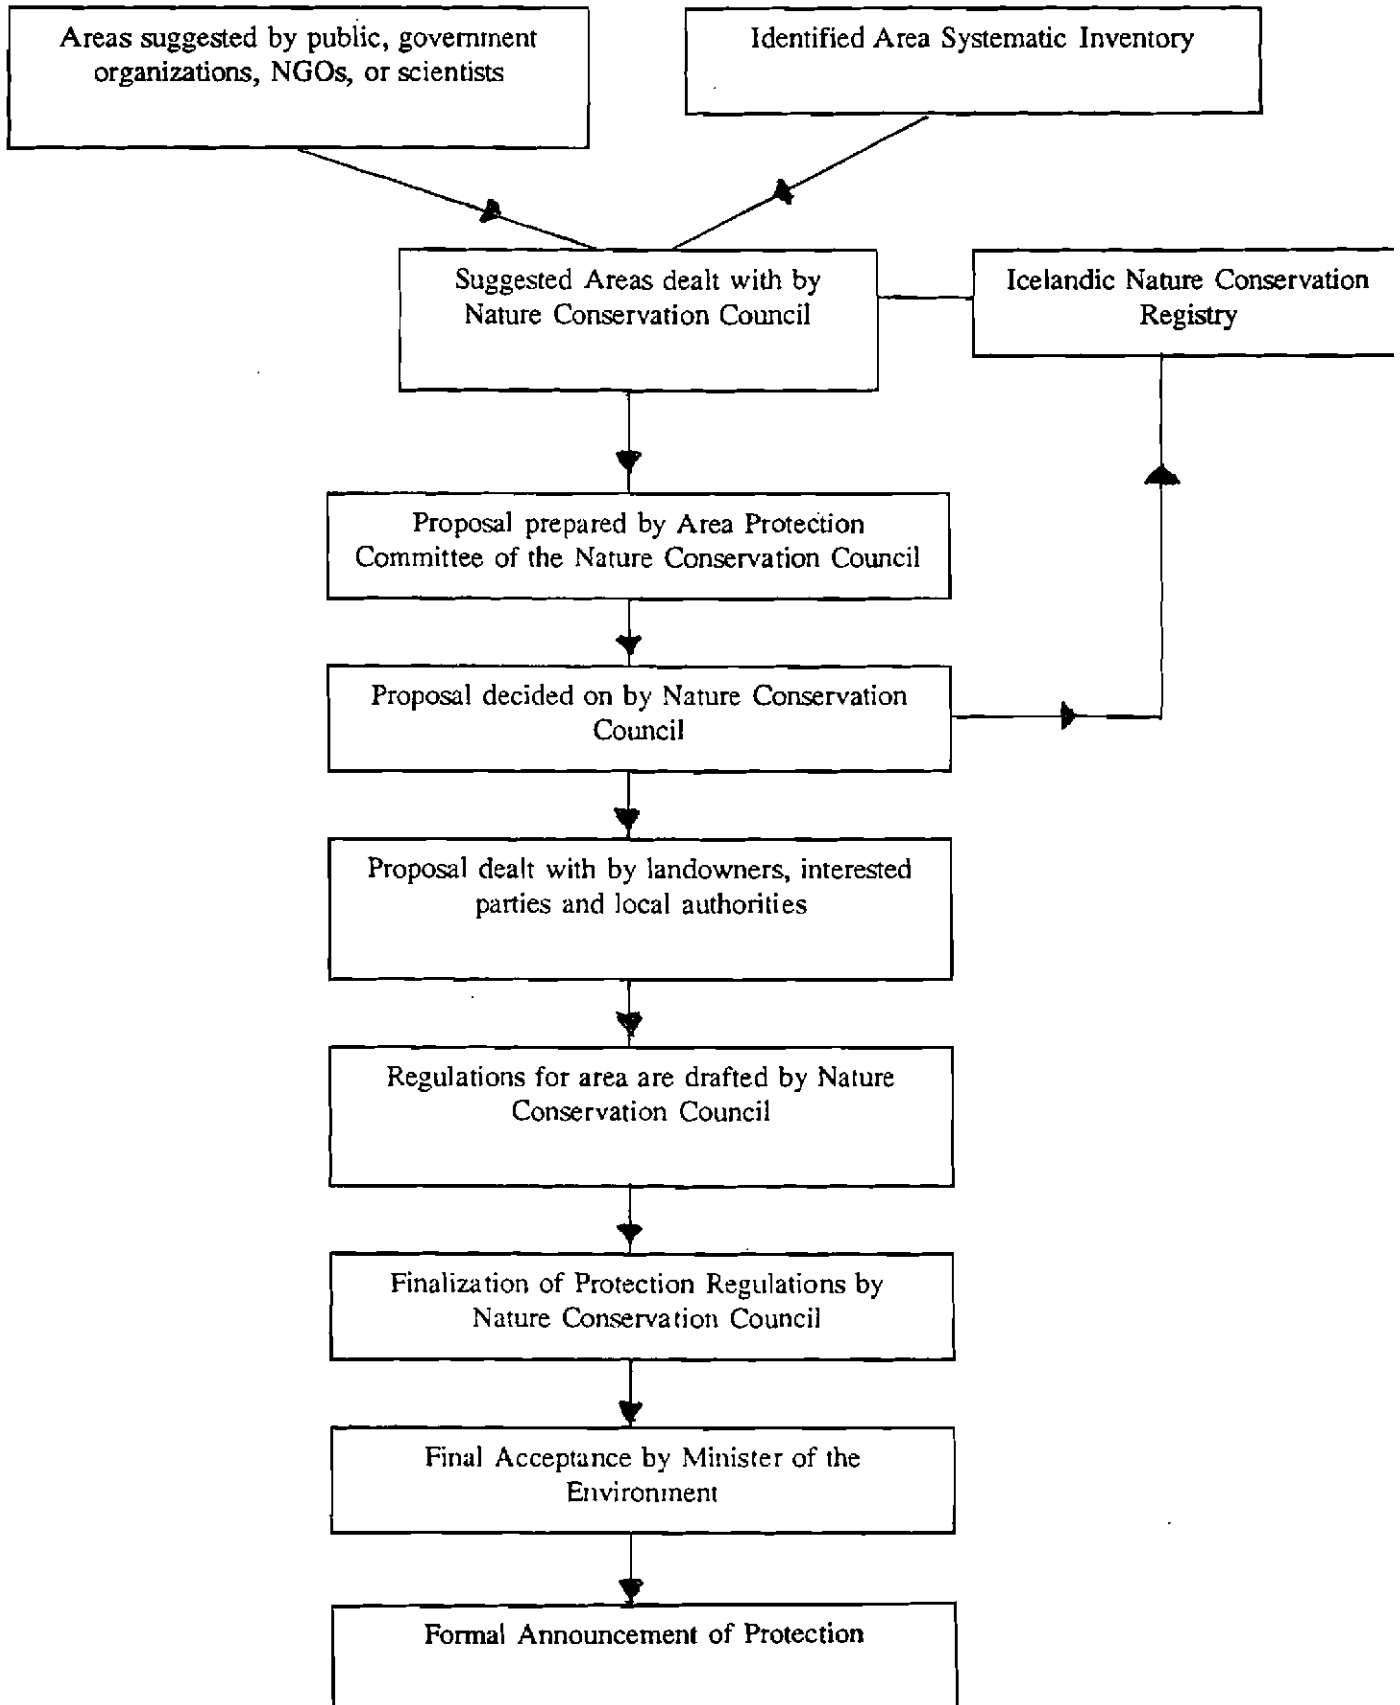 Areas suggested by public, government
organizations, NGOs, or scientists
Identified Area Systematic Inventory
Suggested Areas dealt with by
Nature Conservation Council
Icelandic Nature Conservation
Registry
Proposal prepared by Area Protection
Committee of the Nature Conservation Council
Proposal decided on by Nature Conservation
Council
Proposal dealt with by landowners, interested
parties and local authorities
Regulations for area are drafted by Nature
Conservation Council
Finalization of Protection Regulations by
Nature Conservation Council
Final Acceptance by Minister of the
Environment
Formal Announcement of Protection